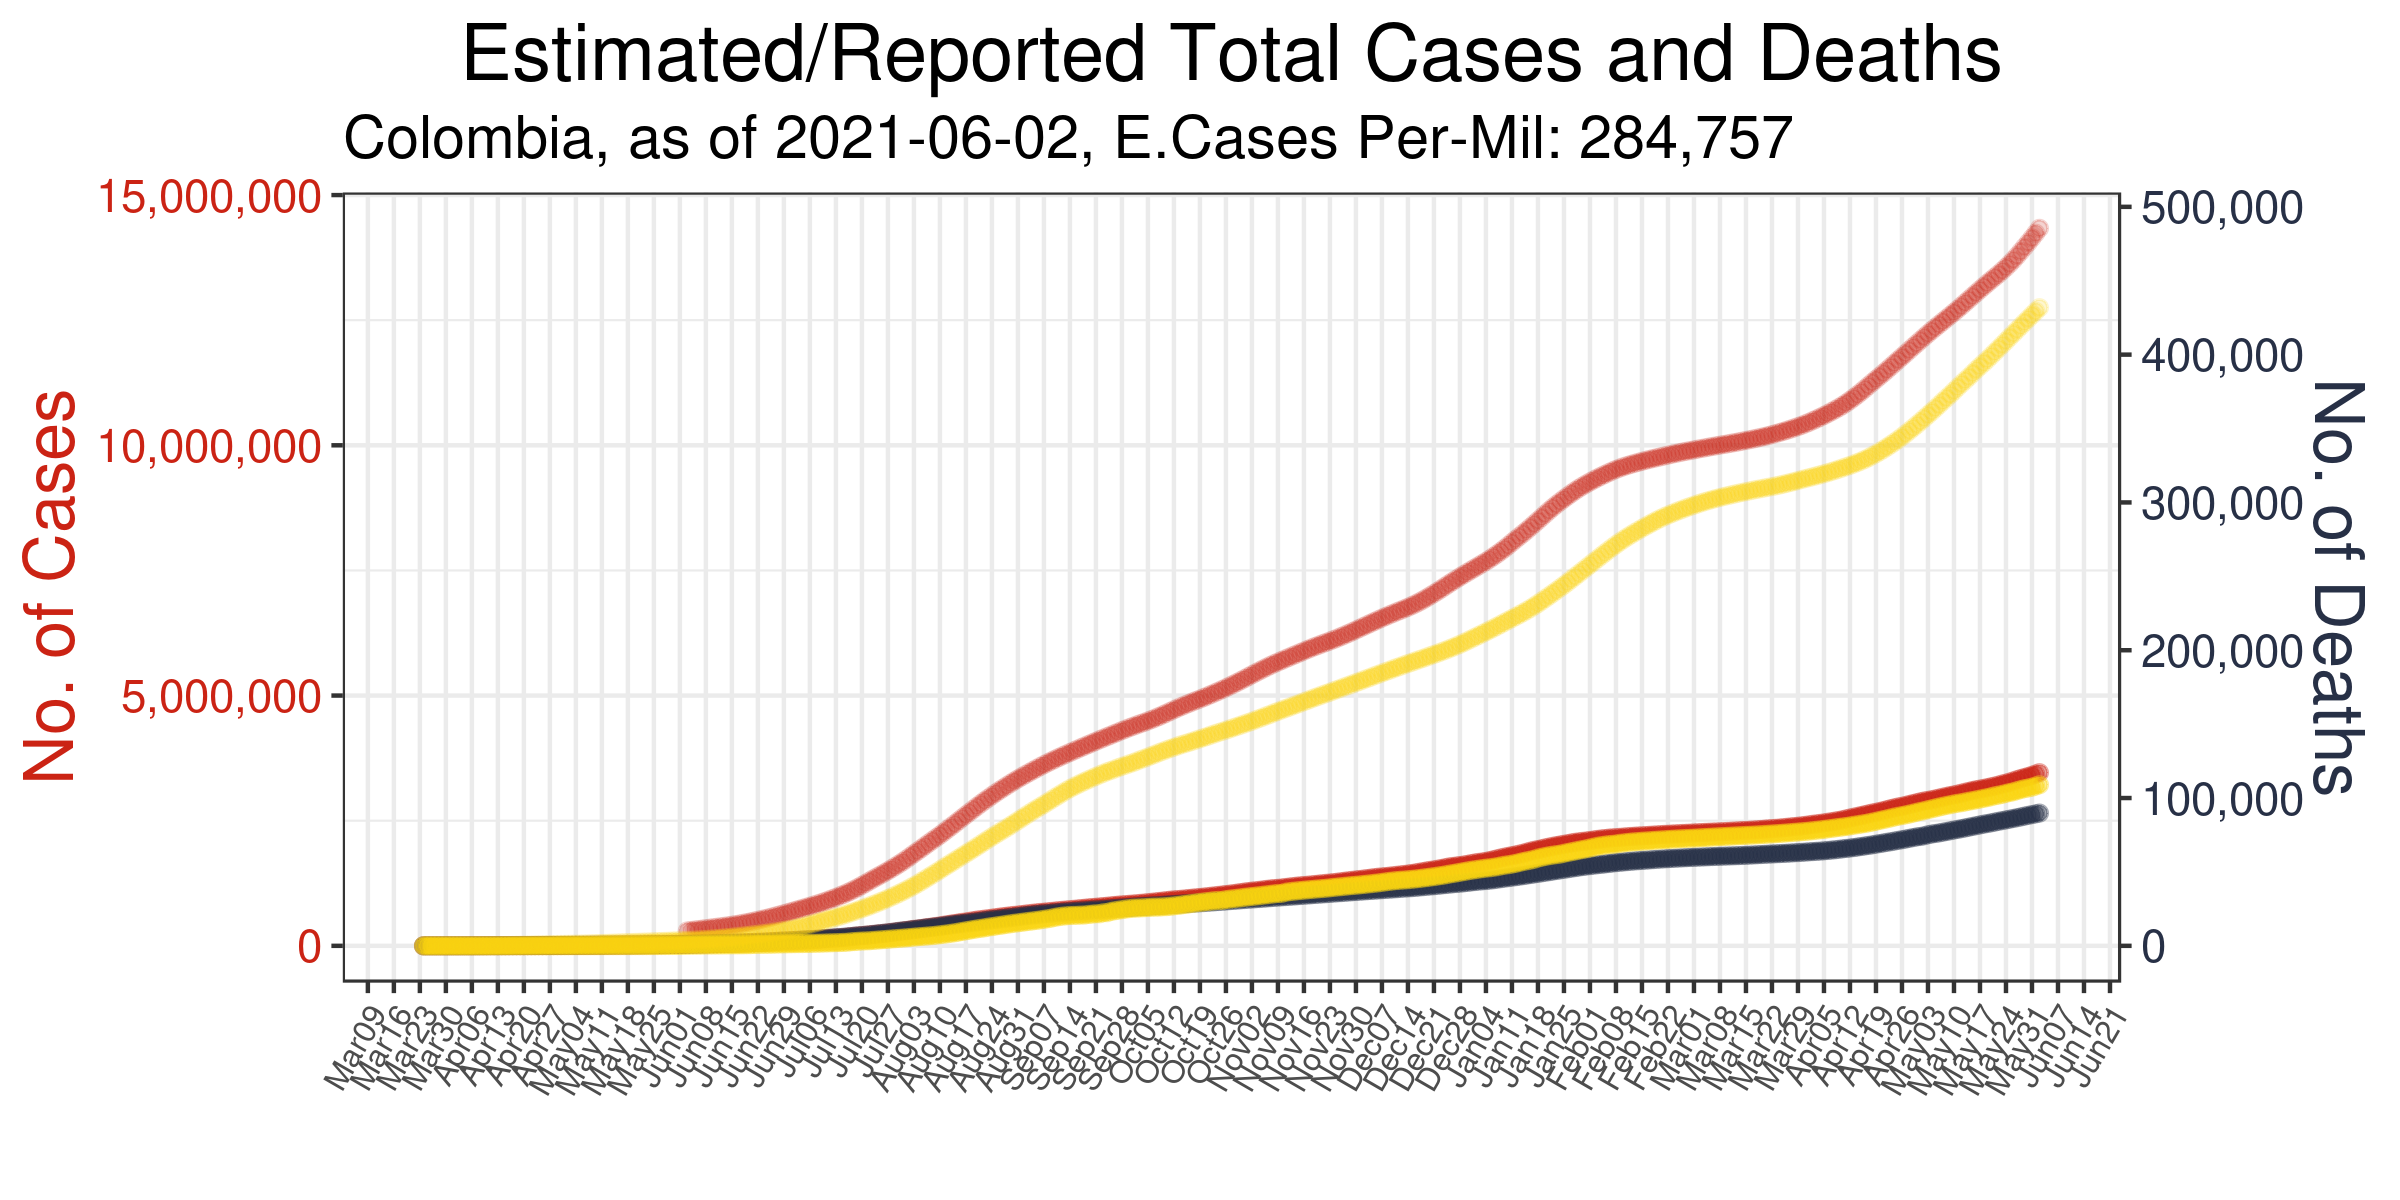 Estimated/Reported Total Cases and Deaths
Colombia, as of 2021-06-02, E.Cases Per-Mil: 284,757
No. of Cases
15,000,000
10,000,000
5,000,000
0
500,000
400,000
300,000
200,000
100,000
0
No. of Deaths
Mar09
Mar16
Mar23
Mar30
Apr06
Apr13
Apr20
Apr27
May04
May11
May18
May25
Jun01
Jun08
Jun15
Jun22
Jun29
Jul06
Jul13
Jul20
Jul27
Aug03
Aug10
Aug17
Aug24
Aug31
Sep07
Sep14
Sep21
Sep28
Oct05
Oct12
Oct19
Oct26
Nov02
Nov09
Nov16
Nov23
Nov30
Dec07
Dec14
Dec21
Dec28
Jan04
Jan11
Jan18
Jan25
Feb01
Feb08
Feb15
Feb22
Mar01
Mar08
Mar15
Mar22
Mar29
Apr05
Apr12
Apr19
Apr26
May03
May10
May17
May24
May31
Jun07
Jun14
Jun21